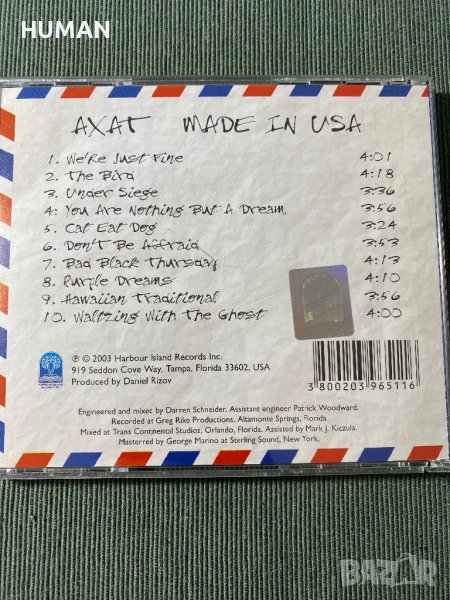 HUMAN
AXAT MADE IN USA
1. We're Just Fine 4:01
2. The Bird 4:18
3. Under Siege 3:36
4. You Are Nothing But A Dream 3:56
5. Cat Eat Dog 3:24
6. Don't Be Affraid 3:53
7. Bad Black Thursday 4:13
8. Purple Dreams 4:10
9. Hawaiian Traditional 3:56
10. Waltzing With The Ghost 4:00
℗ © 2003 Harbour Island Records Inc.
919 Seddon Cove Way, Tampa, Florida 33602, USA
Produced by Daniel Rizov
3 800203 965116
Engineered and mixed by Darren Schneider. Assistant engineer Patrick Woodward.
Recorded at Greg Rike Productions, Altamonte Springs, Florida
Mixed at Trans Continental Studios, Orlando, Florida. Assisted by Mark J. Kiczula.
Masterred by George Marino at Sterling Sound, New York.
BAZAR